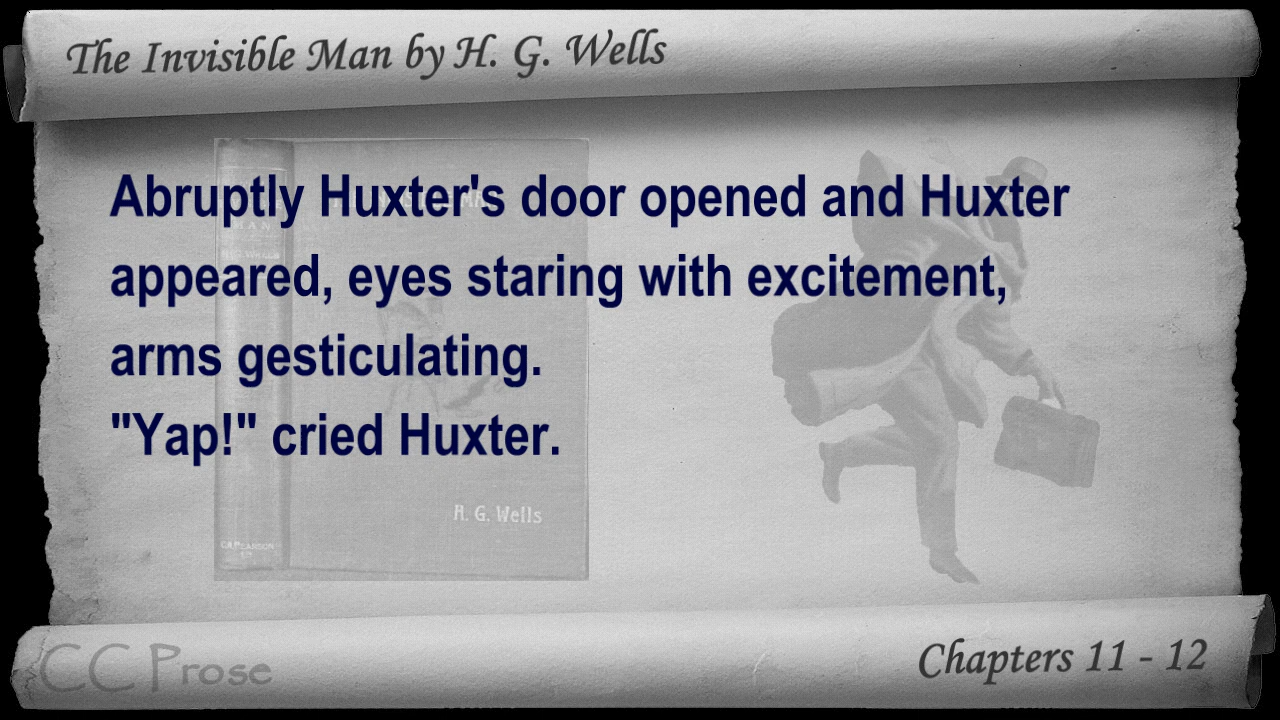 The Invisible Man by H. G. Wells
Abruptly Huxter's door opened and Huxter
appeared, eyes staring with excitement,
arms gesticulating.
"Yap!" cried Huxter.
H. G. Wells
CC Prose
Chapters 11 - 12